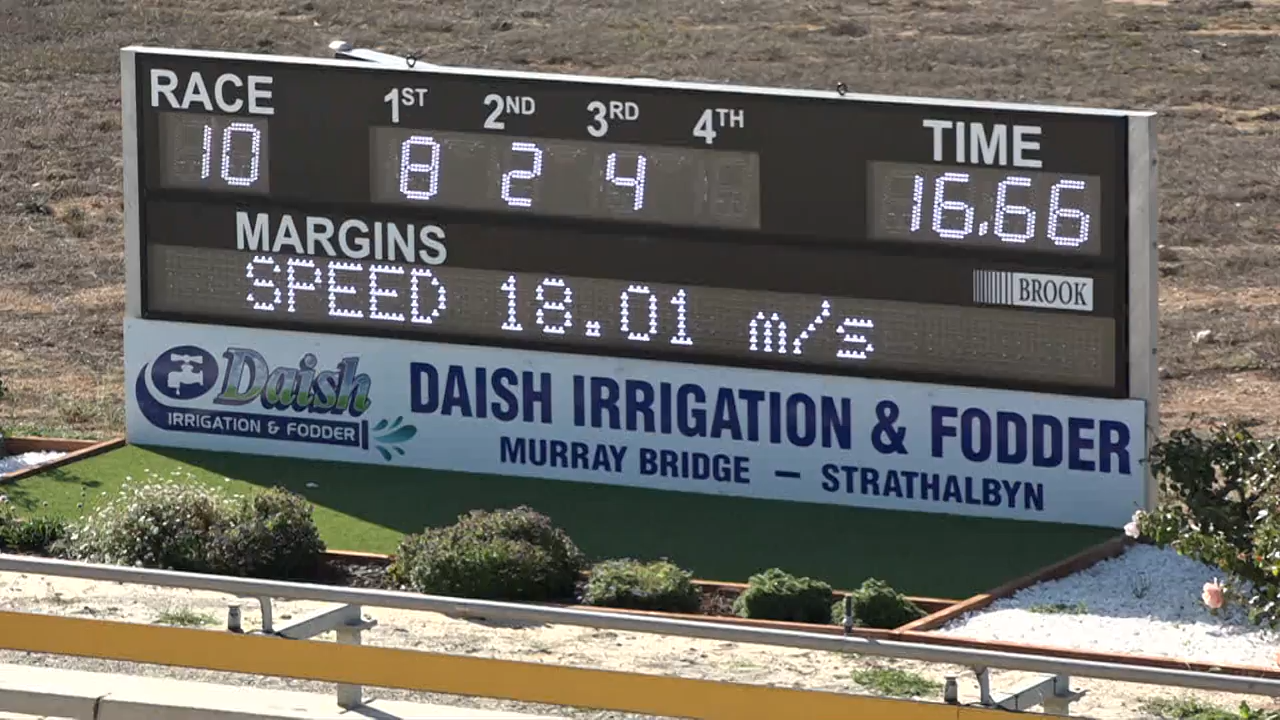 RACE 1ST 2ND 3RD 4TH TIME
10 8 2 4 16.66
MARGINS
BROOK
SPEED 18.01 m/s
Daish
IRRIGATION & FODDER
DAISH IRRIGATION & FODDER
MURRAY BRIDGE – STRATHALBYN